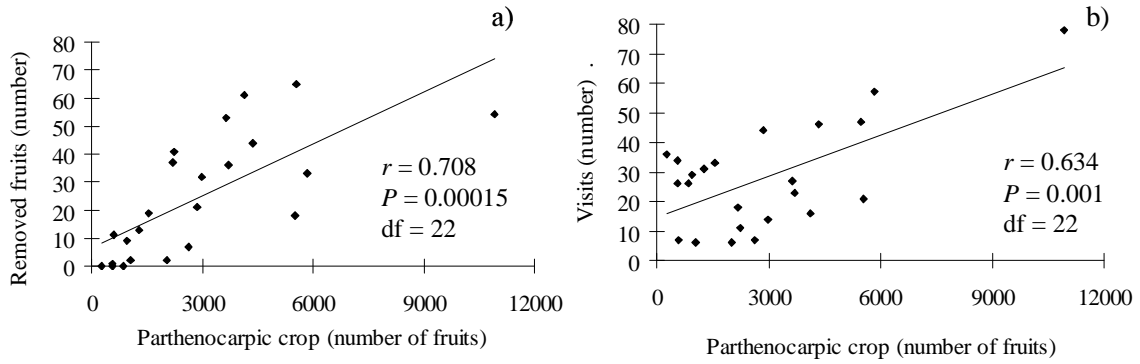 a)
Removed fruits (number)
80
70
60
50
40
30
20
10
0
r = 0.708
P = 0.00015
df = 22
0 3000 6000 9000 12000
Parthenocarpic crop (number of fruits)
b)
Visits (number) .
80
70
60
50
40
30
20
10
0
r = 0.634
P = 0.001
df = 22
0 3000 6000 9000 12000
Parthenocarpic crop (number of fruits)